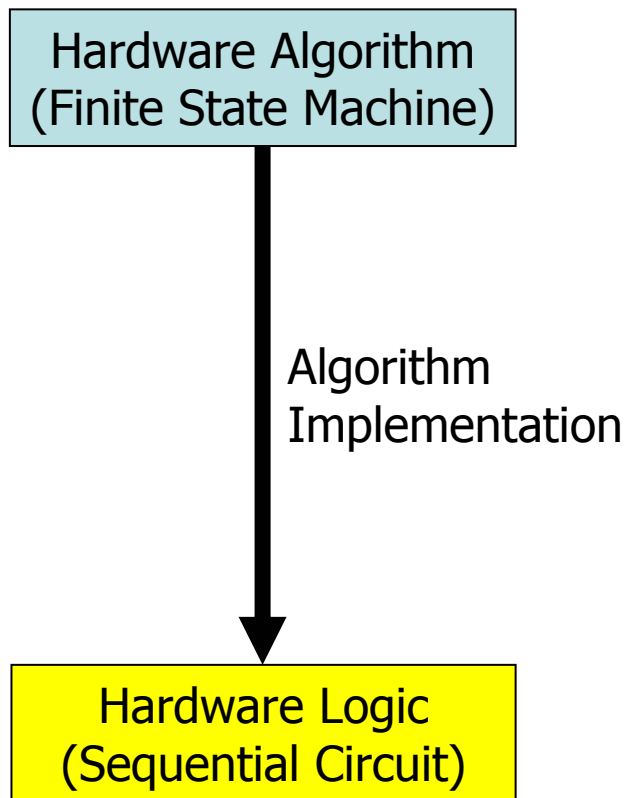 Hardware Algorithm
(Finite State Machine)
Algorithm
Implementation
Hardware Logic
(Sequential Circuit)